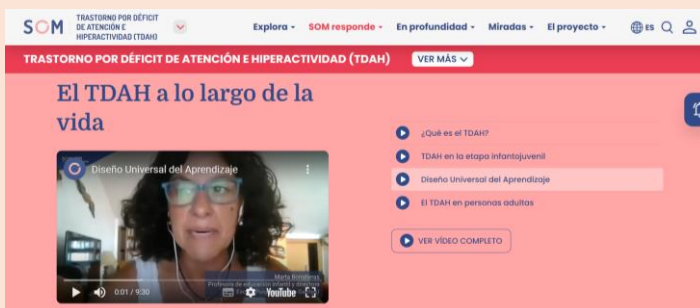 SOM
TRASTORNO POR DÉFICIT
DE ATENCIÓN E
HIPERACTIVIDAD (TDAH)
Explora
SOM responde
En profundidad
Miradas
El proyecto
ES
TRASTORNO POR DÉFICIT DE ATENCIÓN E HIPERACTIVIDAD (TDAH)
VER MÁS
El TDAH a lo largo de la
vida
Diseño Universal del Aprendizaje
0:01 / 9:30
YouTube
¿Qué es el TDAH?
TDAH en la etapa infantojuvenil
Diseño Universal del Aprendizaje
El TDAH en personas adultas
VER VÍDEO COMPLETO